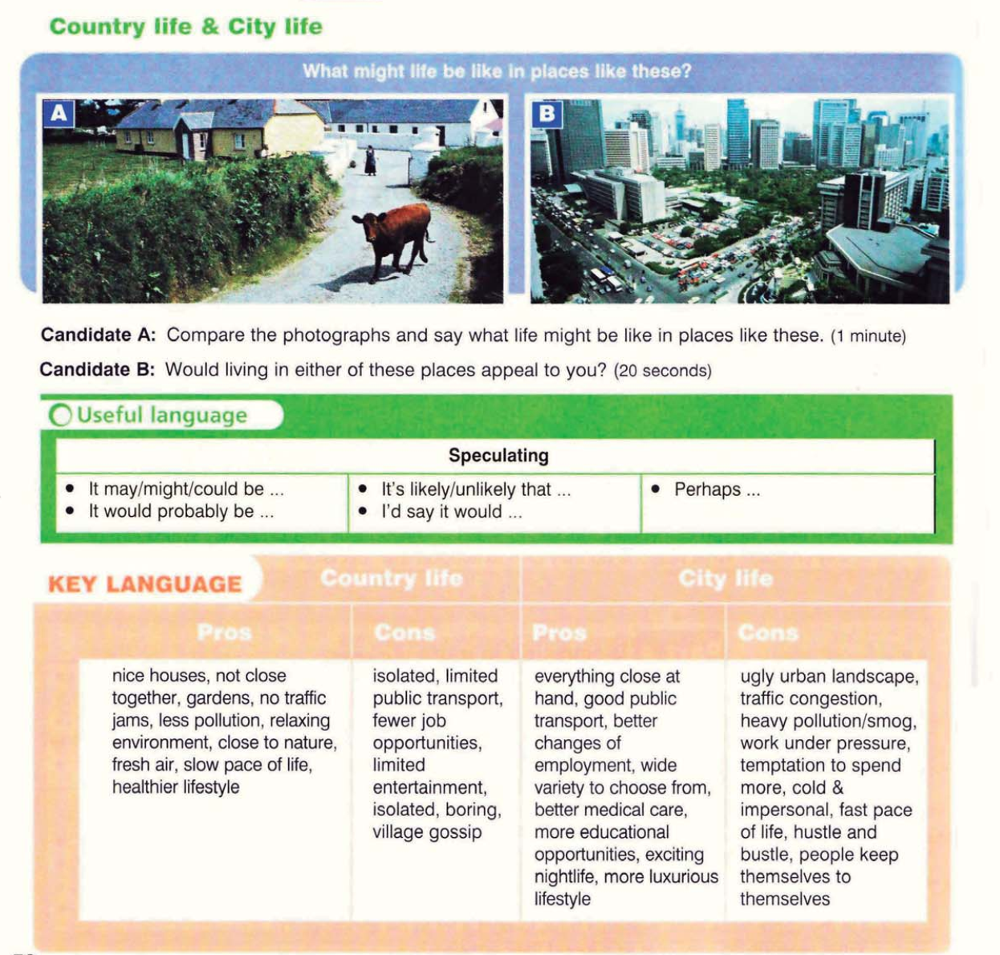 Country life & City life
What might life be like in places like these?
A
B
Candidate A: Compare the photographs and say what life might be like in places like these. (1 minute)
Candidate B: Would living in either of these places appeal to you? (20 seconds)
Useful language
Speculating
• It may/might/could be ...
• It would probably be ...
• It's likely/unlikely that ...
• I'd say it would ...
• Perhaps ...
KEY LANGUAGE
Country life
City life
Pros
Cons
Pros
Cons
nice houses, not close
together, gardens, no traffic
jams, less pollution, relaxing
environment, close to nature,
fresh air, slow pace of life,
healthier lifestyle
isolated, limited
public transport,
fewer job
opportunities,
limited
entertainment,
isolated, boring,
village gossip
everything close at
hand, good public
transport, better
changes of
employment, wide
variety to choose from,
better medical care,
more educational
opportunities, exciting
nightlife, more luxurious
lifestyle
ugly urban landscape,
traffic congestion,
heavy pollution/smog,
work under pressure,
temptation to spend
more, cold &
impersonal, fast pace
of life, hustle and
bustle, people keep
themselves to
themselves